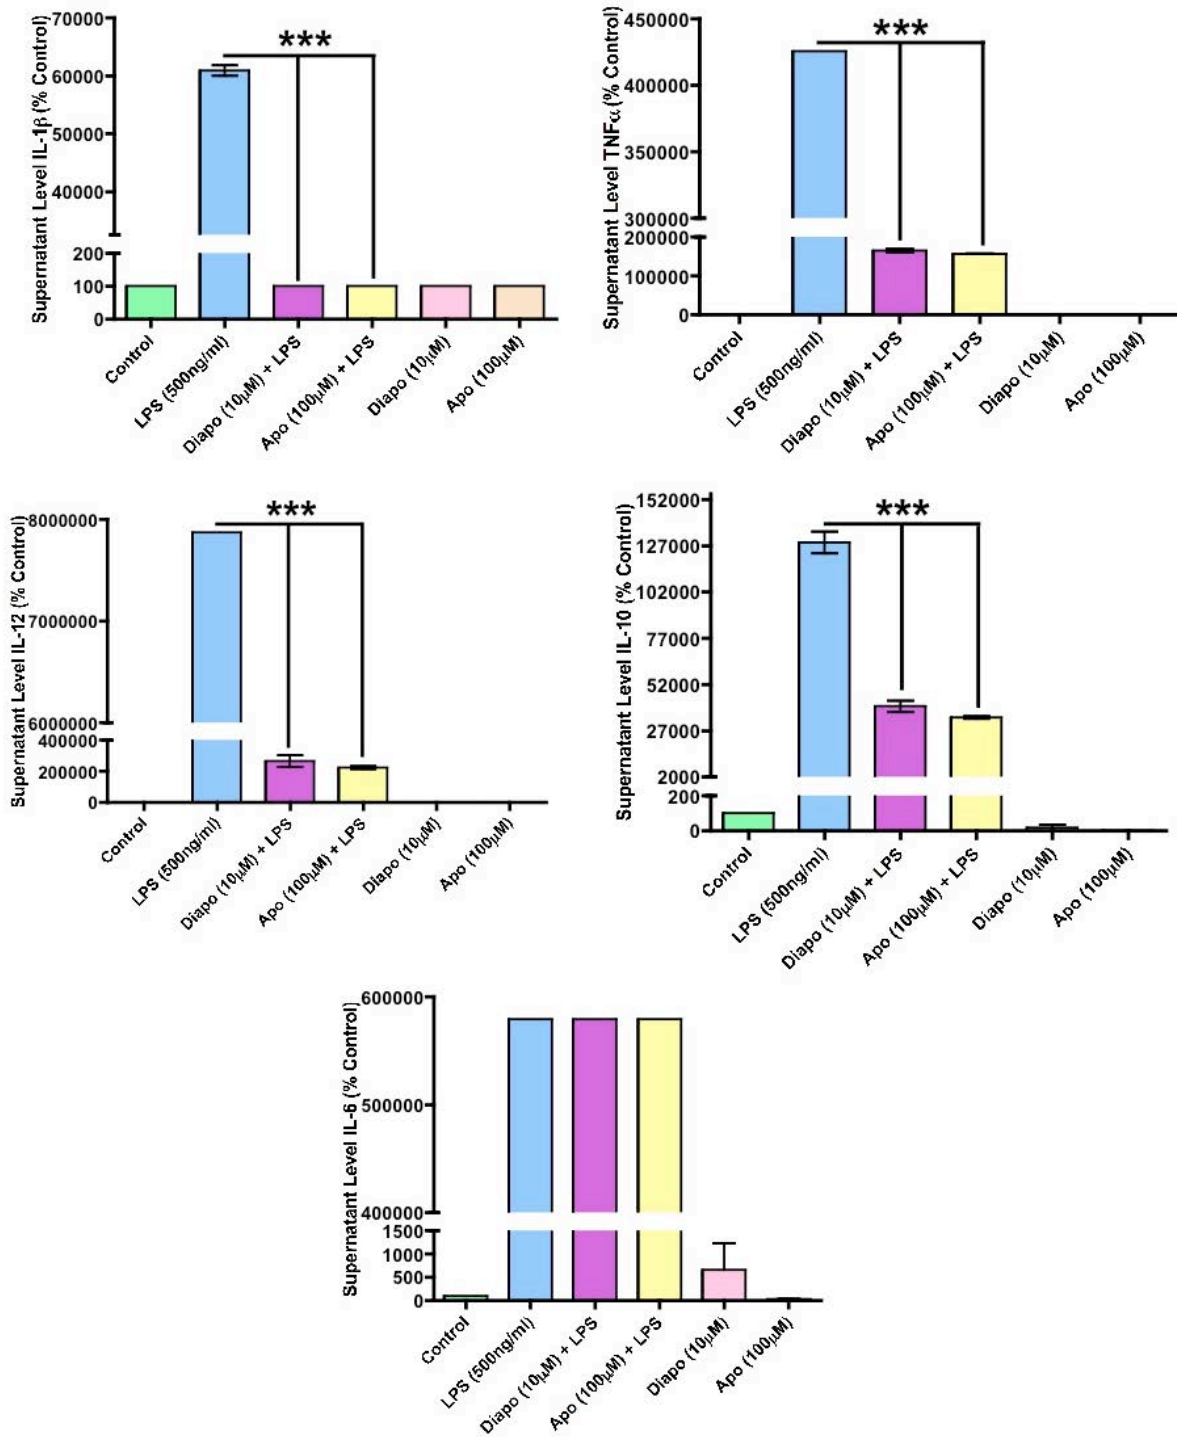 Supernatant Level IL-1β (% Control)
70000
60000
50000
40000
200
100
0
***
Control
LPS (500ng/ml)
Diapo (10μM) + LPS
Apo (100μM) + LPS
Diapo (10μM)
Apo (100μM)
Supernatant Level TNFα (% Control)
450000
400000
350000
300000
200000
100000
0
***
Control
LPS (500ng/ml)
Diapo (10μM) + LPS
Apo (100μM) + LPS
Diapo (10μM)
Apo (100μM)
Supernatant Level IL-12 (% Control)
8000000
7000000
6000000
400000
200000
0
***
Control
LPS (500ng/ml)
Diapo (10μM) + LPS
Apo (100μM) + LPS
Diapo (10μM)
Apo (100μM)
Supernatant Level IL-10 (% Control)
152000
127000
102000
77000
52000
27000
2000
200
0
***
Control
LPS (500ng/ml)
Diapo (10μM) + LPS
Apo (100μM) + LPS
Diapo (10μM)
Apo (100μM)
Supernatant Level IL-6 (% Control)
600000
500000
400000
1500
1000
500
0
Control
LPS (500ng/ml)
Diapo (10μM) + LPS
Apo (100μM) + LPS
Diapo (10μM)
Apo (100μM)